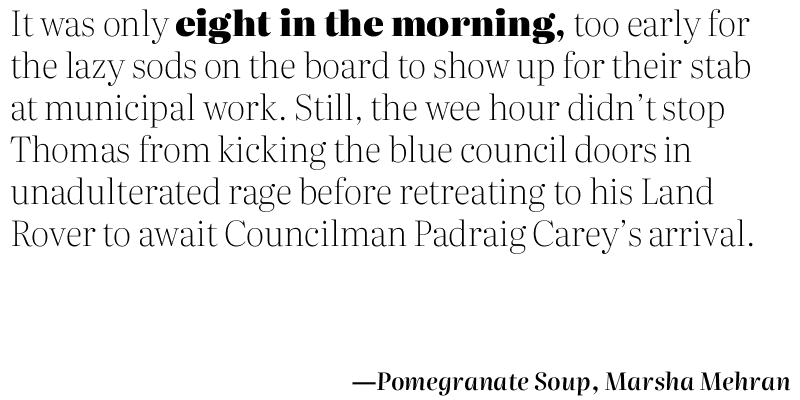 It was only eight in the morning, too early for
the lazy sods on the board to show up for their stab
at municipal work. Still, the wee hour didn’t stop
Thomas from kicking the blue council doors in
unadulterated rage before retreating to his Land
Rover to await Councilman Padraig Carey’s arrival.
—Pomegranate Soup, Marsha Mehran